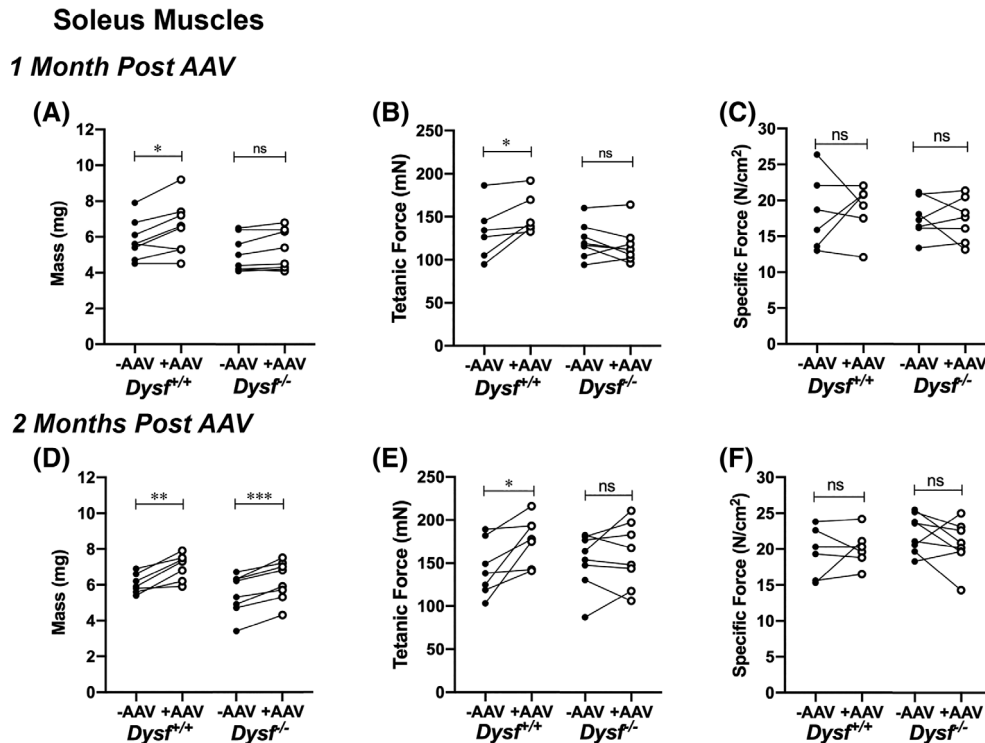 Soleus Muscles
1 Month Post AAV
(A)
Mass (mg)
12
10
8
6
4
2
0
*
ns
-AAV +AAV -AAV +AAV
Dysf+/+ Dysf-/-
(B)
Tetanic Force (mN)
250
200
150
100
50
0
*
ns
-AAV +AAV -AAV +AAV
Dysf+/+ Dysf-/-
(C)
Specific Force (N/cm2)
30
25
20
15
10
5
0
ns
ns
-AAV +AAV -AAV +AAV
Dysf+/+ Dysf-/-
2 Months Post AAV
(D)
Mass (mg)
12
10
8
6
4
2
0
**
***
-AAV +AAV -AAV +AAV
Dysf+/+ Dysf-/-
(E)
Tetanic Force (mN)
250
200
150
100
50
0
*
ns
-AAV +AAV -AAV +AAV
Dysf+/+ Dysf-/-
(F)
Specific Force (N/cm2)
30
25
20
15
10
5
0
ns
ns
-AAV +AAV -AAV +AAV
Dysf+/+ Dysf-/-